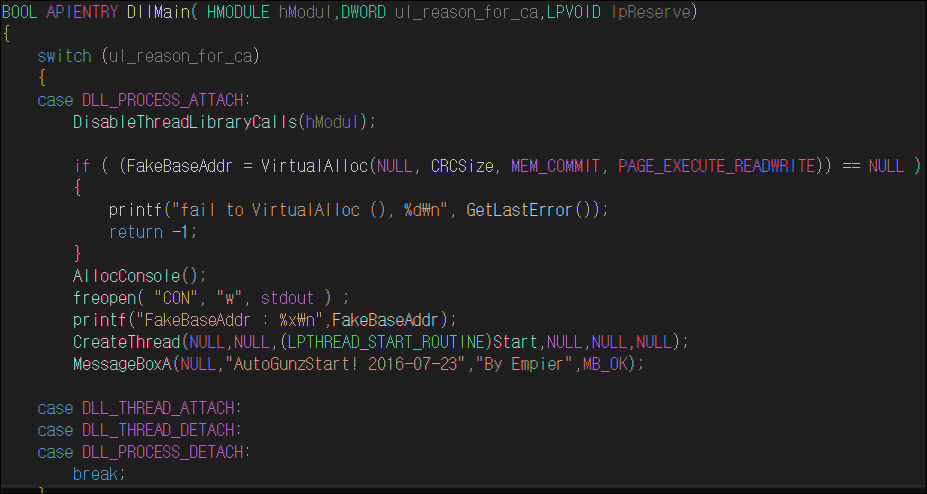 BOOL APIENTRY DllMain( HMODULE hModul,DWORD ul_reason_for_ca,LPVOID lpReserve)
{
switch (ul_reason_for_ca)
{
case DLL_PROCESS_ATTACH:
DisableThreadLibraryCalls(hModul);
if ( (FakeBaseAddr = VirtualAlloc(NULL, CRCSize, MEM_COMMIT, PAGE_EXECUTE_READWRITE)) == NULL )
{
printf("fail to VirtualAlloc (), %d₩n", GetLastError());
return -1;
}
AllocConsole();
freopen( "CON", "w", stdout ) ;
printf("FakeBaseAddr : %x₩n",FakeBaseAddr);
CreateThread(NULL,NULL,(LPTHREAD_START_ROUTINE)Start,NULL,NULL,NULL);
MessageBoxA(NULL,"AutoGunzStart! 2016-07-23","By Empier",MB_OK);
case DLL_THREAD_ATTACH:
case DLL_THREAD_DETACH:
case DLL_PROCESS_DETACH:
break;
}